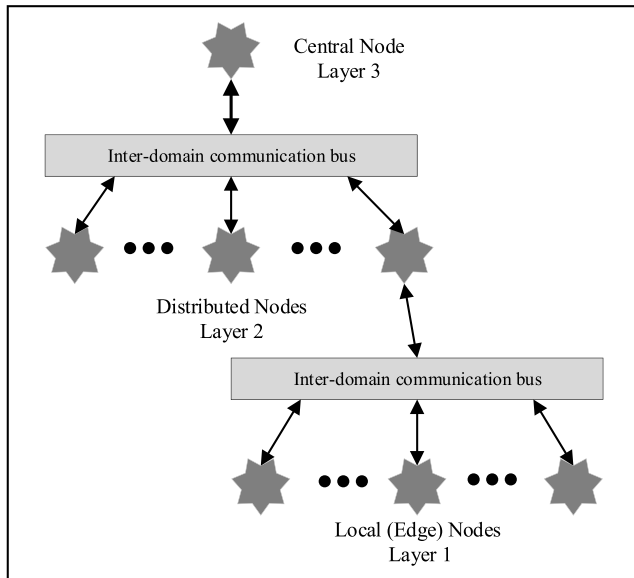 Central Node
Layer 3
Inter-domain communication bus
Distributed Nodes
Layer 2
Inter-domain communication bus
Local (Edge) Nodes
Layer 1